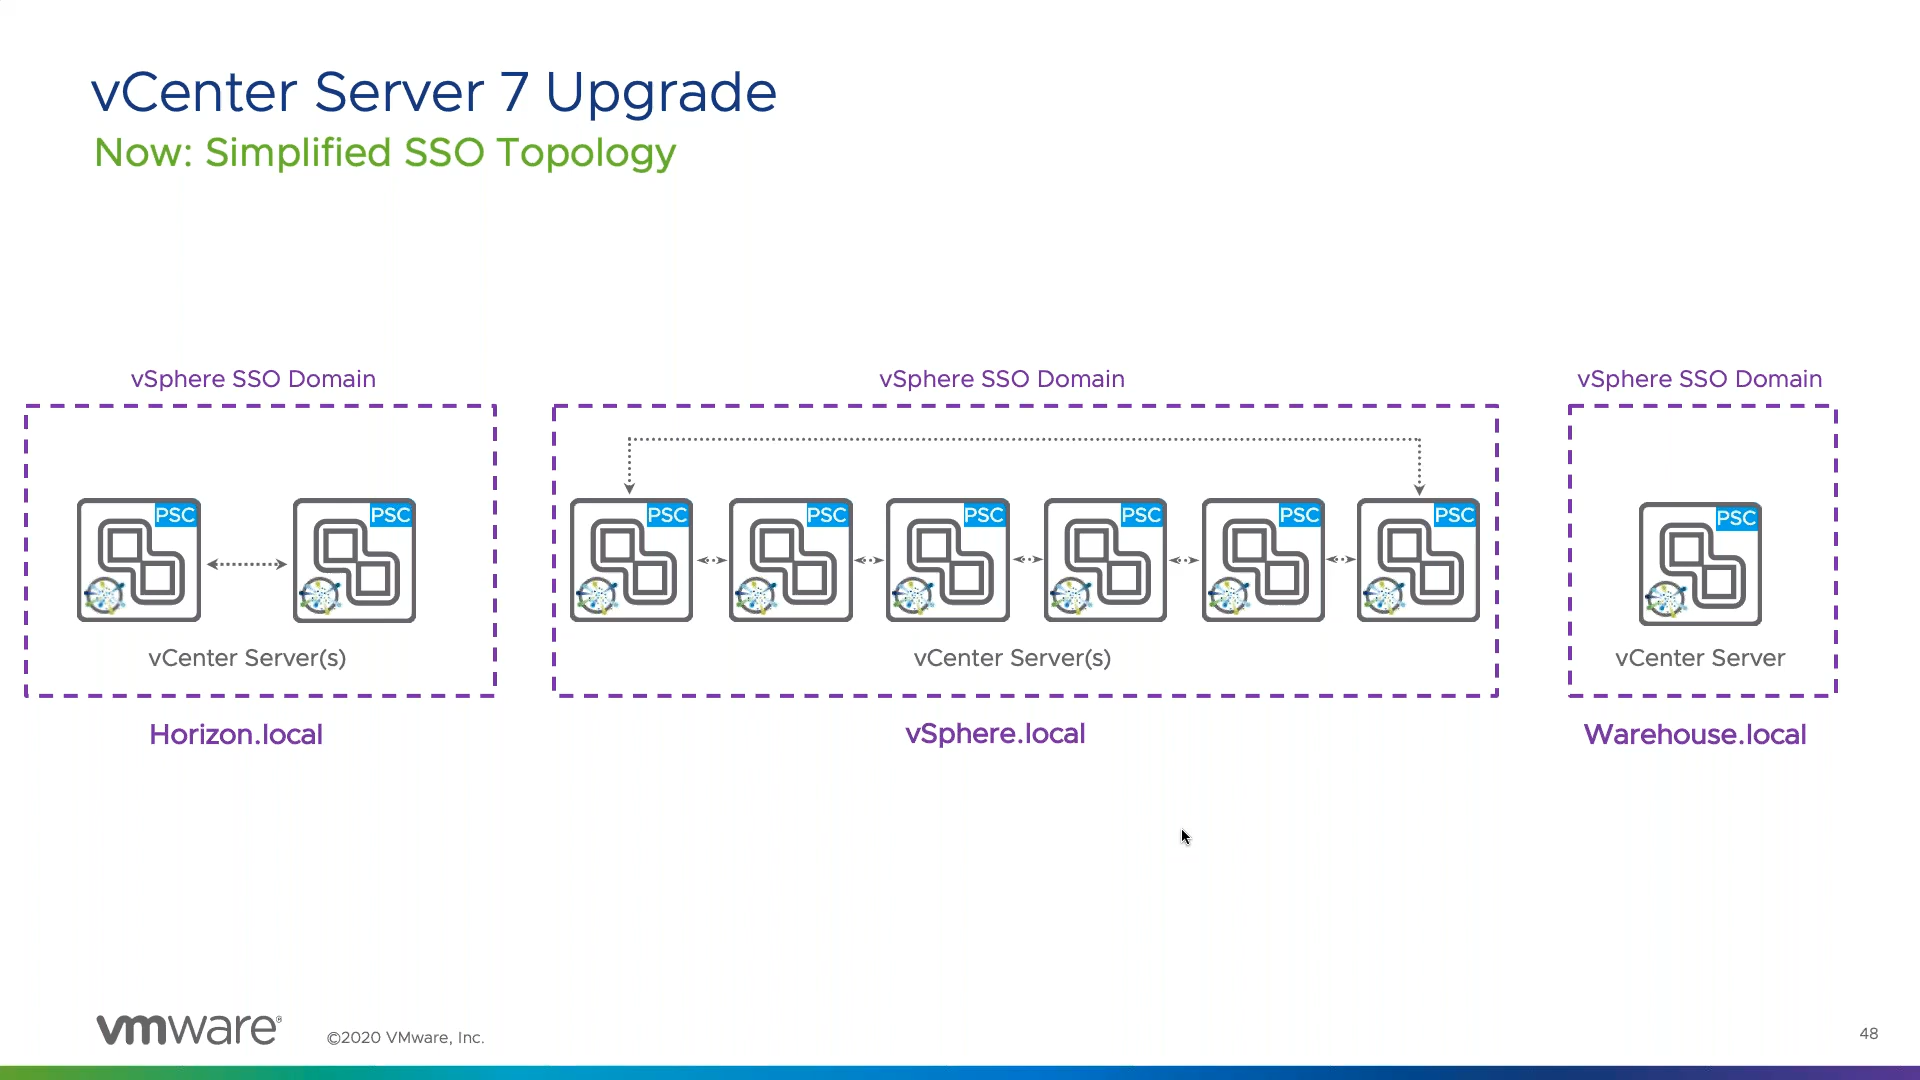 vCenter Server 7 Upgrade
Now: Simplified SSO Topology
vSphere SSO Domain
vSphere SSO Domain
vSphere SSO Domain
PSC
PSC
PSC
PSC
PSC
PSC
PSC
PSC
PSC
vCenter Server(s)
vCenter Server(s)
vCenter Server
Horizon.local
vSphere.local
Warehouse.local
vmware®
©2020 VMware, Inc.
48